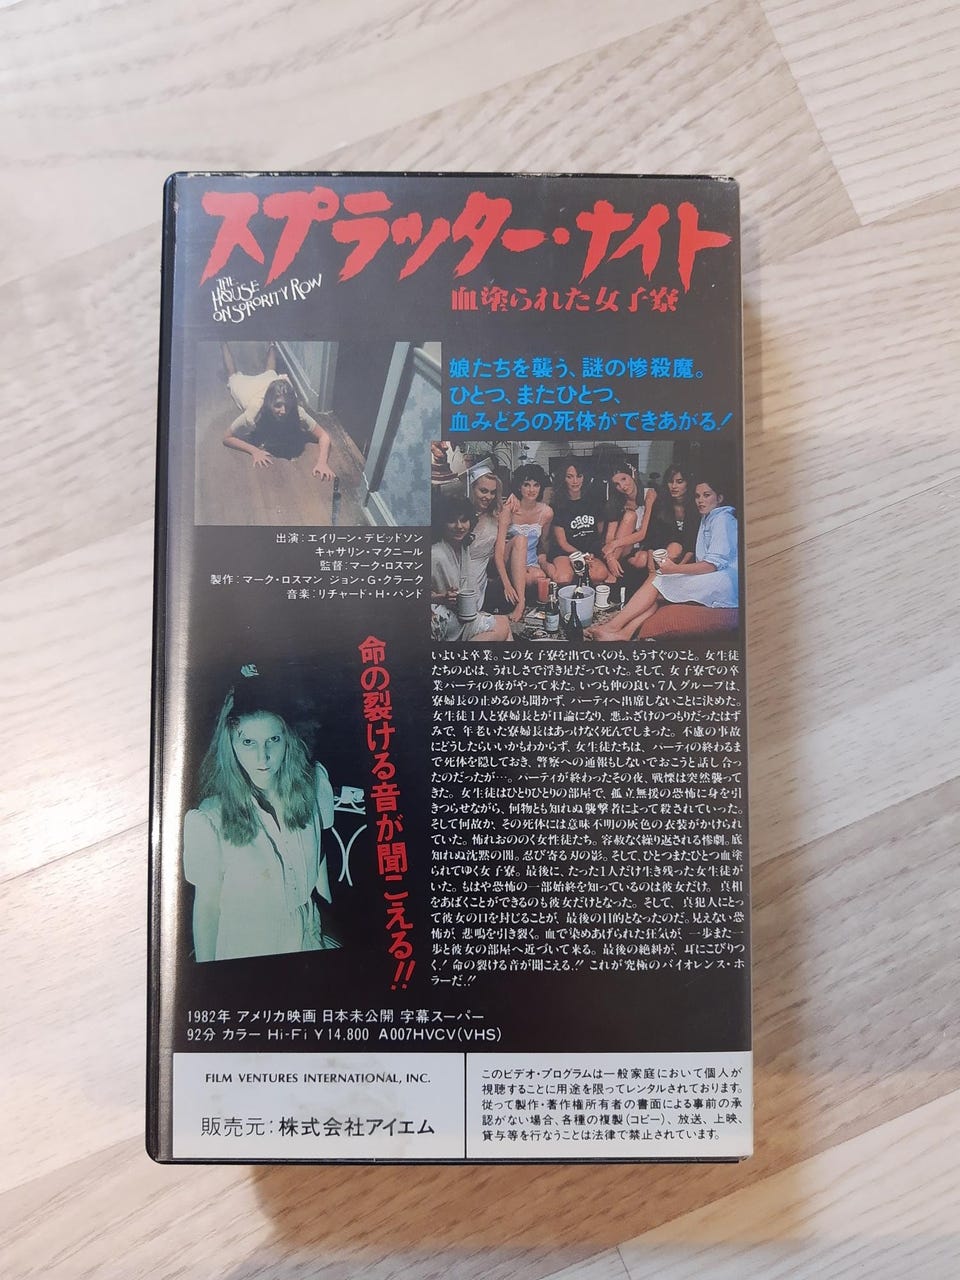 スプラッター・ナイト
THE
HOUSE
ON SORORITY ROW
血塗られた女子寮
娘たちを襲う、謎の惨殺魔。
ひとつ、またひとつ、
血みどろの死体ができあがる！
出演：エイリーン・デビッドソン
キャサリン・マクニール
監督：マーク・ロスマン
製作：マーク・ロスマン ジョン・G・クラーク
音楽：リチャード・H・バンド
命の裂ける音が聞こえる!!
いよいよ卒業。この女子寮を出ていくのも、もうすぐのこと。女生徒
たちの心は、うれしさで浮き足だっていた。そして、女子寮での卒
業パーティの夜がやって来た。いつも仲の良い7人グループは、
寮婦長の止めるのも聞かず、パーティへ出席しないことに決めた。
女生徒1人と寮婦長とが口論になり、悪ふざけのつもりだったはず
みで、年老いた寮婦長はあっけなく死んでしまった。不慮の事故
にどうしたらいいかもわからず、女生徒たちは、パーティの終わるま
で死体を隠しておき、警察への通報もしないでおこうと話し合っ
たのだったが…。パーティが終わったその夜、戦慄は突然襲って
きた。女生徒はひとりひとりの部屋で、孤立無援の恐怖に身を引
きつらせながら、何物とも知れぬ襲撃者によって殺されていった。
そして何故か、その死体には意味不明の灰色の衣装がかけられ
ていた。怖れおののく女性徒たち。容赦なく繰り返される惨劇。底
知れぬ沈黙の闇。忍び寄る刃の影。そして、ひとつまたひとつ血塗
られてゆく女子寮。最後に、たった1人だけ生き残った女生徒が
いた。もはや恐怖の一部始終を知っているのは彼女だけ。真相
をあばくことができるのも彼女だけとなった。そして、真犯人にとっ
て彼女の口を封じることが、最後の目的となったのだ。見えない恐
怖が、悲鳴を引き裂く。血で染めあげられた狂気が、一歩また一
歩と彼女の部屋へ近づいて来る。最後の絶叫が、耳にこびりつ
く！命の裂ける音が聞こえる!!これが究極のバイオレンス・ホ
ラーだ!!
CBGB
1982年 アメリカ映画 日本未公開 字幕スーパー
92分 カラー Hi-Fi ￥14,800 A007HVCV(VHS)
FILM VENTURES INTERNATIONAL, INC.
販売元：株式会社アイエム
このビデオ・プログラムは一般家庭において個人が
視聴することに用途を限ってレンタルされております。
従って製作・著作権所有者の書面による事前の承
認がない場合、各種の複製(コピー)、放送、上映、
貸与等を行なうことは法律で禁止されています。